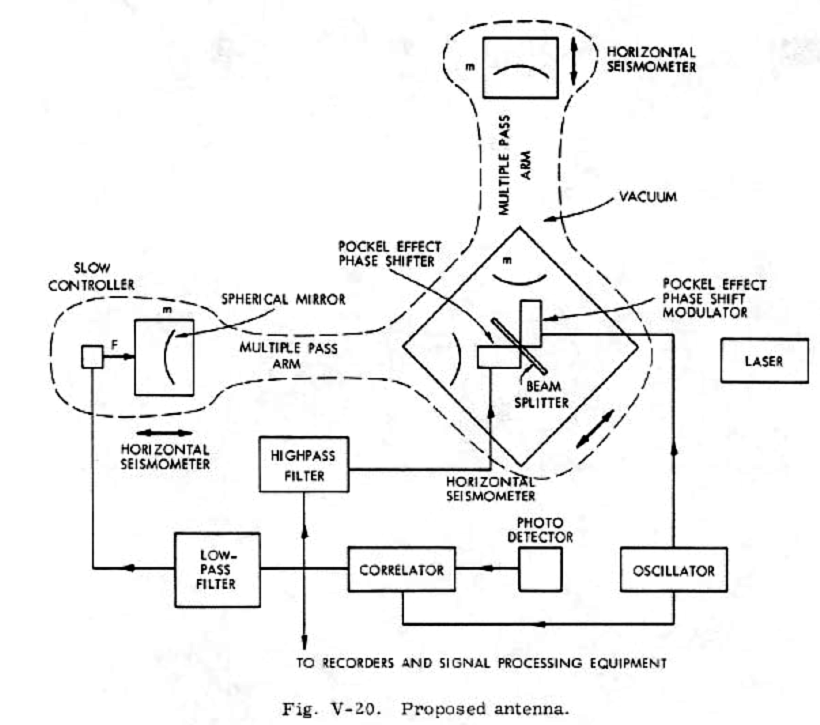 m
HORIZONTAL
SEISMOMETER
MULTIPLE PASS
ARM
VACUUM
POCKEL EFFECT
PHASE SHIFTER
m
SLOW
CONTROLLER
m
SPHERICAL MIRROR
POCKEL EFFECT
PHASE SHIFT
MODULATOR
F
MULTIPLE PASS
ARM
LASER
BEAM
SPLITTER
HORIZONTAL
SEISMOMETER
HIGHPASS
FILTER
HORIZONTAL
SEISMOMETER
PHOTO
DETECTOR
LOW-
PASS
FILTER
CORRELATOR
OSCILLATOR
TO RECORDERS AND SIGNAL PROCESSING EQUIPMENT
Fig. V-20. Proposed antenna.